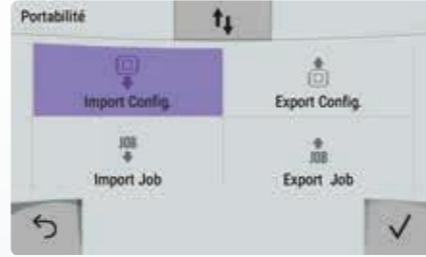 Portabilité
Import Config.
Export Config.
JOB
JOB
Import Job
Export Job